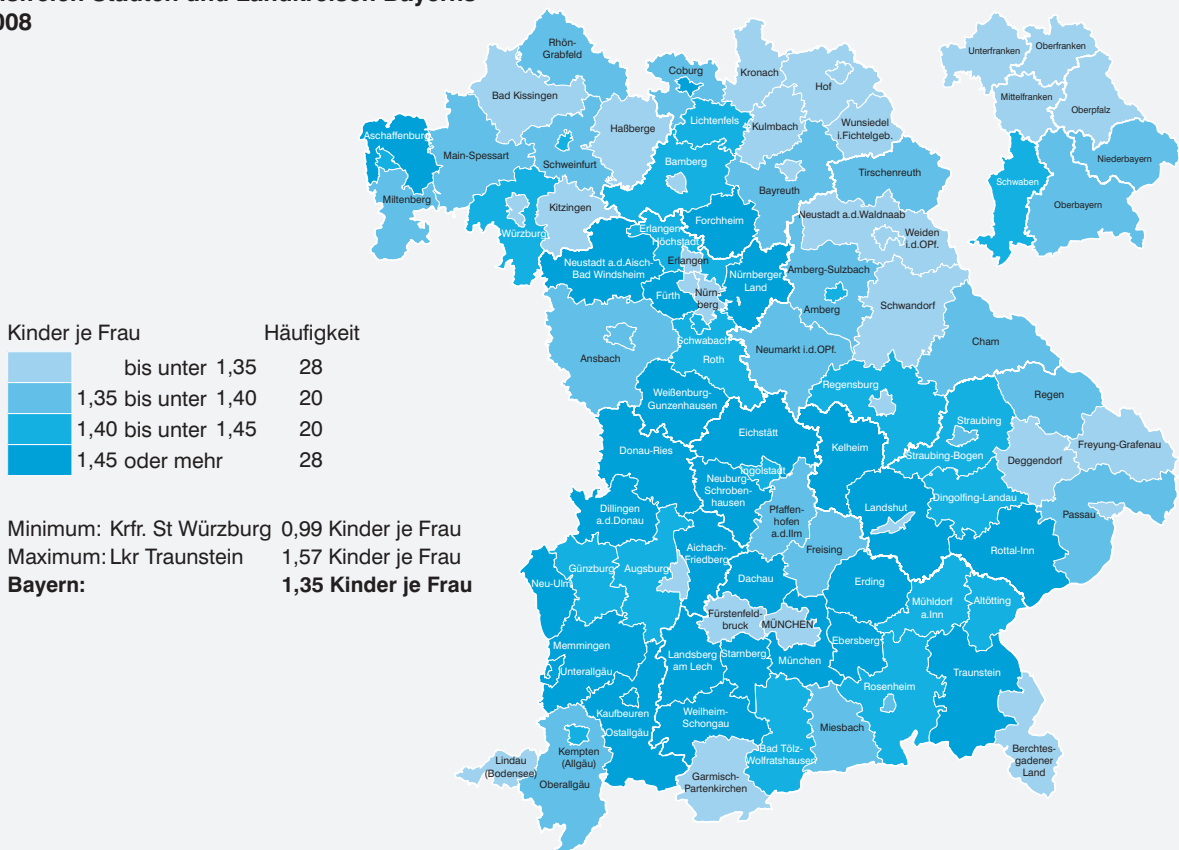 Städten und Landkreisen Bayerns
008
Kinder je Frau Häufigkeit
bis unter 1,35 28
1,35 bis unter 1,40 20
1,40 bis unter 1,45 20
1,45 oder mehr 28
Minimum: Krfr. St Würzburg 0,99 Kinder je Frau
Maximum: Lkr Traunstein 1,57 Kinder je Frau
Bayern: 1,35 Kinder je Frau
Rhön-
Grabfeld
Bad Kissingen
Coburg
Kronach
Hof
Aschaffenburg
Main-Spessart
Schweinfurt
Haßberge
Lichtenfels
Kulmbach
Wunsiedel
i.Fichtelgeb.
Bamberg
Bayreuth
Tirschenreuth
Miltenberg
Würzburg
Kitzingen
Erlangen-
Höchstadt
Forchheim
Neustadt a.d.Waldnaab
Weiden
i.d.OPf.
Neustadt a.d.Aisch-
Bad Windsheim
Erlangen
Fürth
Nürn-
berg
Nürnberger
Land
Amberg-Sulzbach
Amberg
Schwandorf
Ansbach
Schwabach
Roth
Neumarkt i.d.OPf.
Cham
Weißenburg-
Gunzenhausen
Regensburg
Regen
Straubing
Straubing-Bogen
Deggendorf
Freyung-Grafenau
Donau-Ries
Eichstätt
Kelheim
Ingolstadt
Neuburg-
Schroben-
hausen
Pfaffen-
hofen
a.d.Ilm
Landshut
Dingolfing-Landau
Passau
Dillingen
a.d.Donau
Rottal-Inn
Aichach-
Friedberg
Freising
Günzburg
Augsburg
Neu-Ulm
Dachau
Erding
Mühldorf
a.Inn
Altötting
Fürstenfeld-
bruck
MÜNCHEN
Memmingen
Unterallgäu
Landsberg
am Lech
Starnberg
München
Ebersberg
Rosenheim
Traunstein
Kaufbeuren
Ostallgäu
Weilheim-
Schongau
Bad Tölz-
Wolfratshausen
Miesbach
Berchtes-
gadener
Land
Lindau
(Bodensee)
Kempten
(Allgäu)
Oberallgäu
Garmisch-
Partenkirchen
Unterfranken
Oberfranken
Mittelfranken
Oberpfalz
Niederbayern
Schwaben
Oberbayern